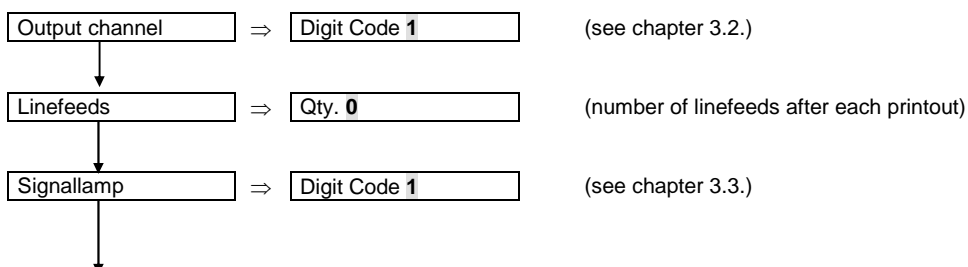 Output channel ⇒ Digit Code 1 (see chapter 3.2.)
Linefeeds ⇒ Qty. 0 (number of linefeeds after each printout)
Signallamp ⇒ Digit Code 1 (see chapter 3.3.)